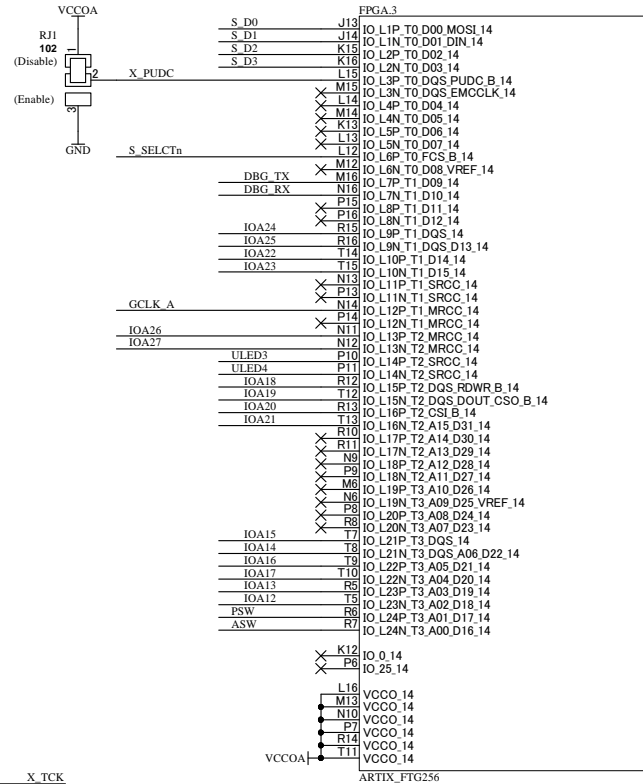 VCCOA
RJ1
102
(Disable)
1
2
X_PUDC
(Enable)
3
GND
FPGA.3
S_D0 J13 IO_L1P_T0_D00_MOSI_14
S_D1 J14 IO_L1N_T0_D01_DIN_14
S_D2 K15 IO_L2P_T0_D02_14
S_D3 K16 IO_L2N_T0_D03_14
L15 IO_L3P_T0_DQS_PUDC_B_14
M15 IO_L3N_T0_DQS_EMCCLK_14
L14 IO_L4P_T0_D04_14
M14 IO_L4N_T0_D05_14
K13 IO_L5P_T0_D06_14
L13 IO_L5N_T0_D07_14
S_SELCTn L12 IO_L6P_T0_FCS_B_14
M12 IO_L6N_T0_D08_VREF_14
DBG_TX M16 IO_L7P_T1_D09_14
DBG_RX N16 IO_L7N_T1_D10_14
P15 IO_L8P_T1_D11_14
P16 IO_L8N_T1_D12_14
IOA24 R15 IO_L9P_T1_DQS_14
IOA25 R16 IO_L9N_T1_DQS_D13_14
IOA22 T14 IO_L10P_T1_D14_14
IOA23 T15 IO_L10N_T1_D15_14
N13 IO_L11P_T1_SRCC_14
P13 IO_L11N_T1_SRCC_14
GCLK_A N14 IO_L12P_T1_MRCC_14
P14 IO_L12N_T1_MRCC_14
IOA26 N11 IO_L13P_T2_MRCC_14
IOA27 N12 IO_L13N_T2_MRCC_14
ULED3 P10 IO_L14P_T2_SRCC_14
ULED4 P11 IO_L14N_T2_SRCC_14
IOA18 R12 IO_L15P_T2_DQS_RDWR_B_14
IOA19 T12 IO_L15N_T2_DQS_DOUT_CSO_B_14
IOA20 R13 IO_L16P_T2_CSI_B_14
IOA21 T13 IO_L16N_T2_A15_D31_14
R10 IO_L17P_T2_A14_D30_14
R11 IO_L17N_T2_A13_D29_14
N9 IO_L18P_T2_A12_D28_14
P9 IO_L18N_T2_A11_D27_14
M6 IO_L19P_T3_A10_D26_14
N6 IO_L19N_T3_A09_D25_VREF_14
P8 IO_L20P_T3_A08_D24_14
R8 IO_L20N_T3_A07_D23_14
IOA15 T7 IO_L21P_T3_DQS_14
IOA14 T8 IO_L21N_T3_DQS_A06_D22_14
IOA16 T9 IO_L22P_T3_A05_D21_14
IOA17 T10 IO_L22N_T3_A04_D20_14
IOA13 R5 IO_L23P_T3_A03_D19_14
IOA12 T5 IO_L23N_T3_A02_D18_14
PSW R6 IO_L24P_T3_A01_D17_14
ASW R7 IO_L24N_T3_A00_D16_14
K12 IO_0_14
P6 IO_25_14
L16 VCCO_14
M13 VCCO_14
N10 VCCO_14
P7 VCCO_14
R14 VCCO_14
VCCOA T11 VCCO_14
X_TCK
ARTIX_FTG256